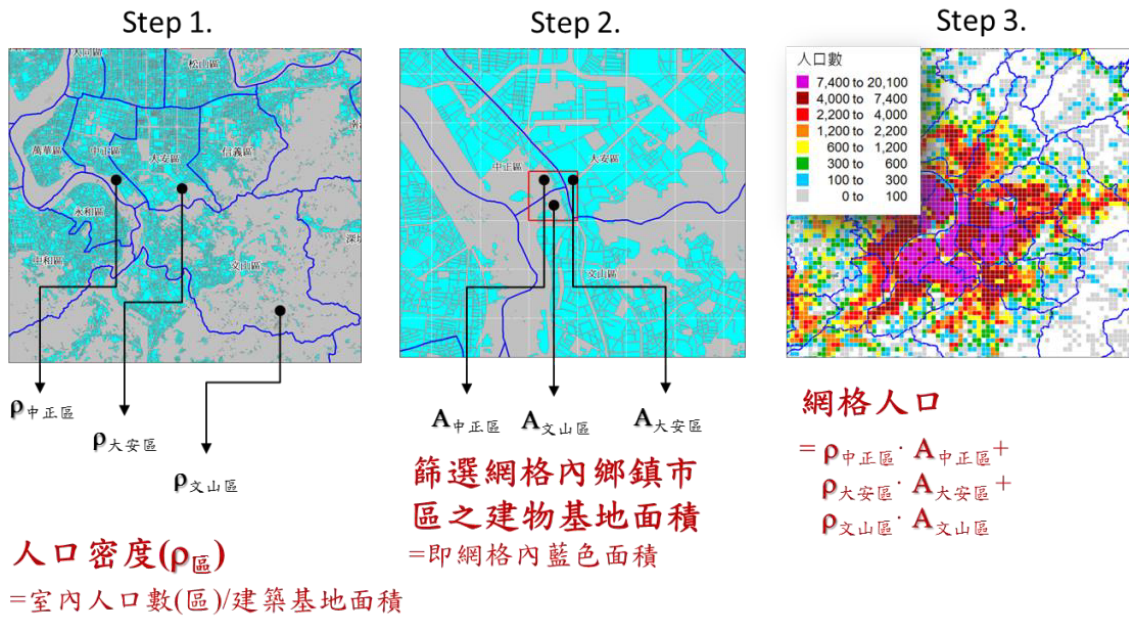 Step 1.
松山區
萬華區
中正區
大安區
信義區
永和區
中和區
文山區
ρ中正區
ρ大安區
ρ文山區
人口密度(ρ區)
=室內人口數(區)/建築基地面積
Step 2.
中正區
大安區
文山區
A中正區
A文山區
A大安區
篩選網格內鄉鎮市
區之建物基地面積
=即網格內藍色面積
Step 3.
人口數
7,400 to 20,100
4,000 to 7,400
2,200 to 4,000
1,200 to 2,200
600 to 1,200
300 to 600
100 to 300
0 to 100
網格人口
= ρ中正區· A中正區+
ρ大安區· A大安區+
ρ文山區· A文山區